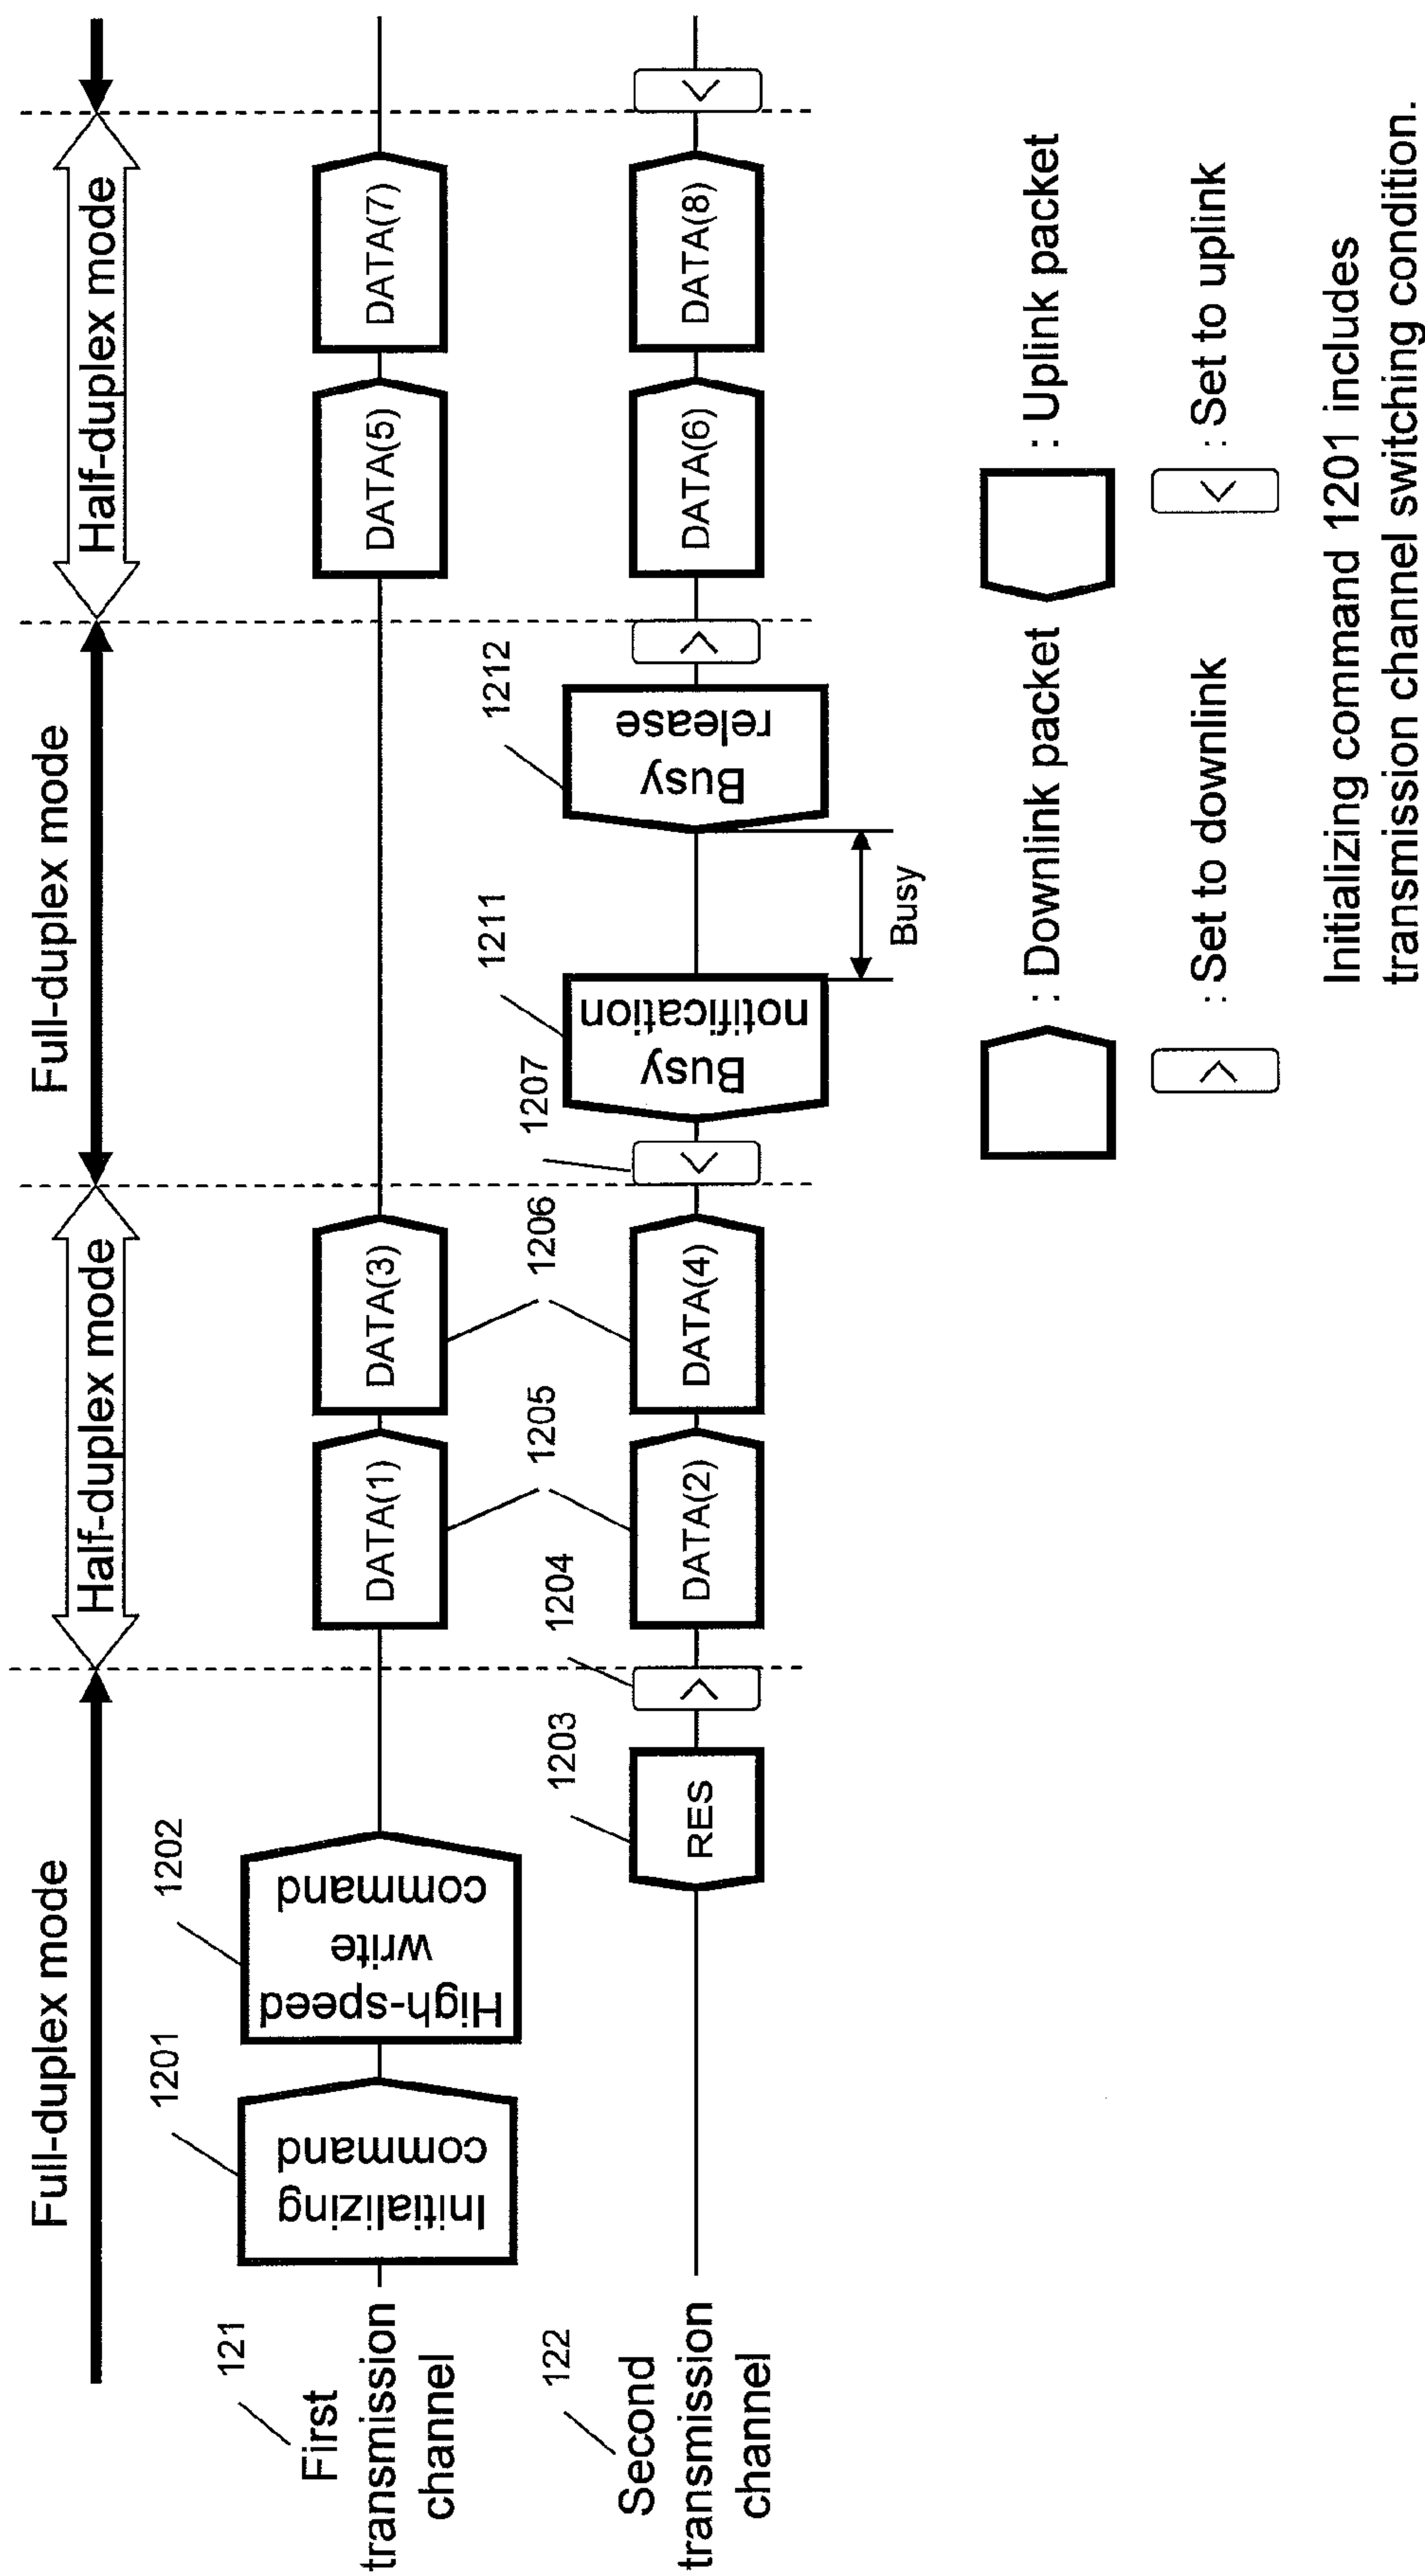 Full-duplex mode
Half-duplex mode
Full-duplex mode
Half-duplex mode
1201
1202
121
First
transmission
channel
Initializing
command
High-speed
write
command
DATA(1)
DATA(3)
DATA(5)
DATA(7)
1203
1204
1205
1206
1207
1211
1212
122
Second
transmission
channel
RES
DATA(2)
DATA(4)
Busy
notification
Busy
release
DATA(6)
DATA(8)
Busy
: Downlink packet
: Uplink packet
: Set to downlink
: Set to uplink
Initializing command 1201 includes
transmission channel switching condition.